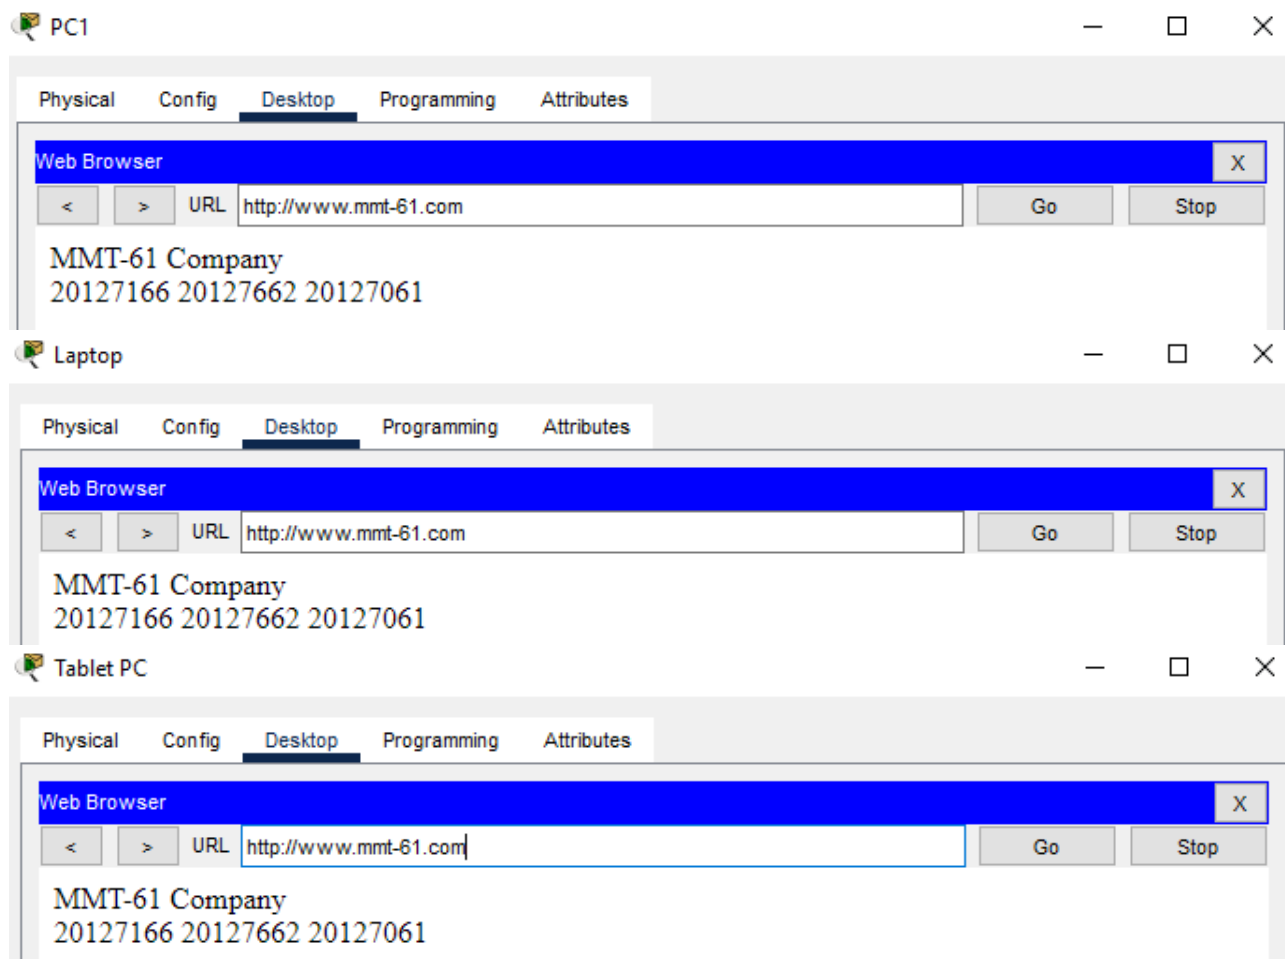 PC1
Physical Config Desktop Programming Attributes
Web Browser X
< > URL http://www.mmt-61.com Go Stop
MMT-61 Company
20127166 20127662 20127061
Laptop
Physical Config Desktop Programming Attributes
Web Browser X
< > URL http://www.mmt-61.com Go Stop
MMT-61 Company
20127166 20127662 20127061
Tablet PC
Physical Config Desktop Programming Attributes
Web Browser X
< > URL http://www.mmt-61.com Go Stop
MMT-61 Company
20127166 20127662 20127061